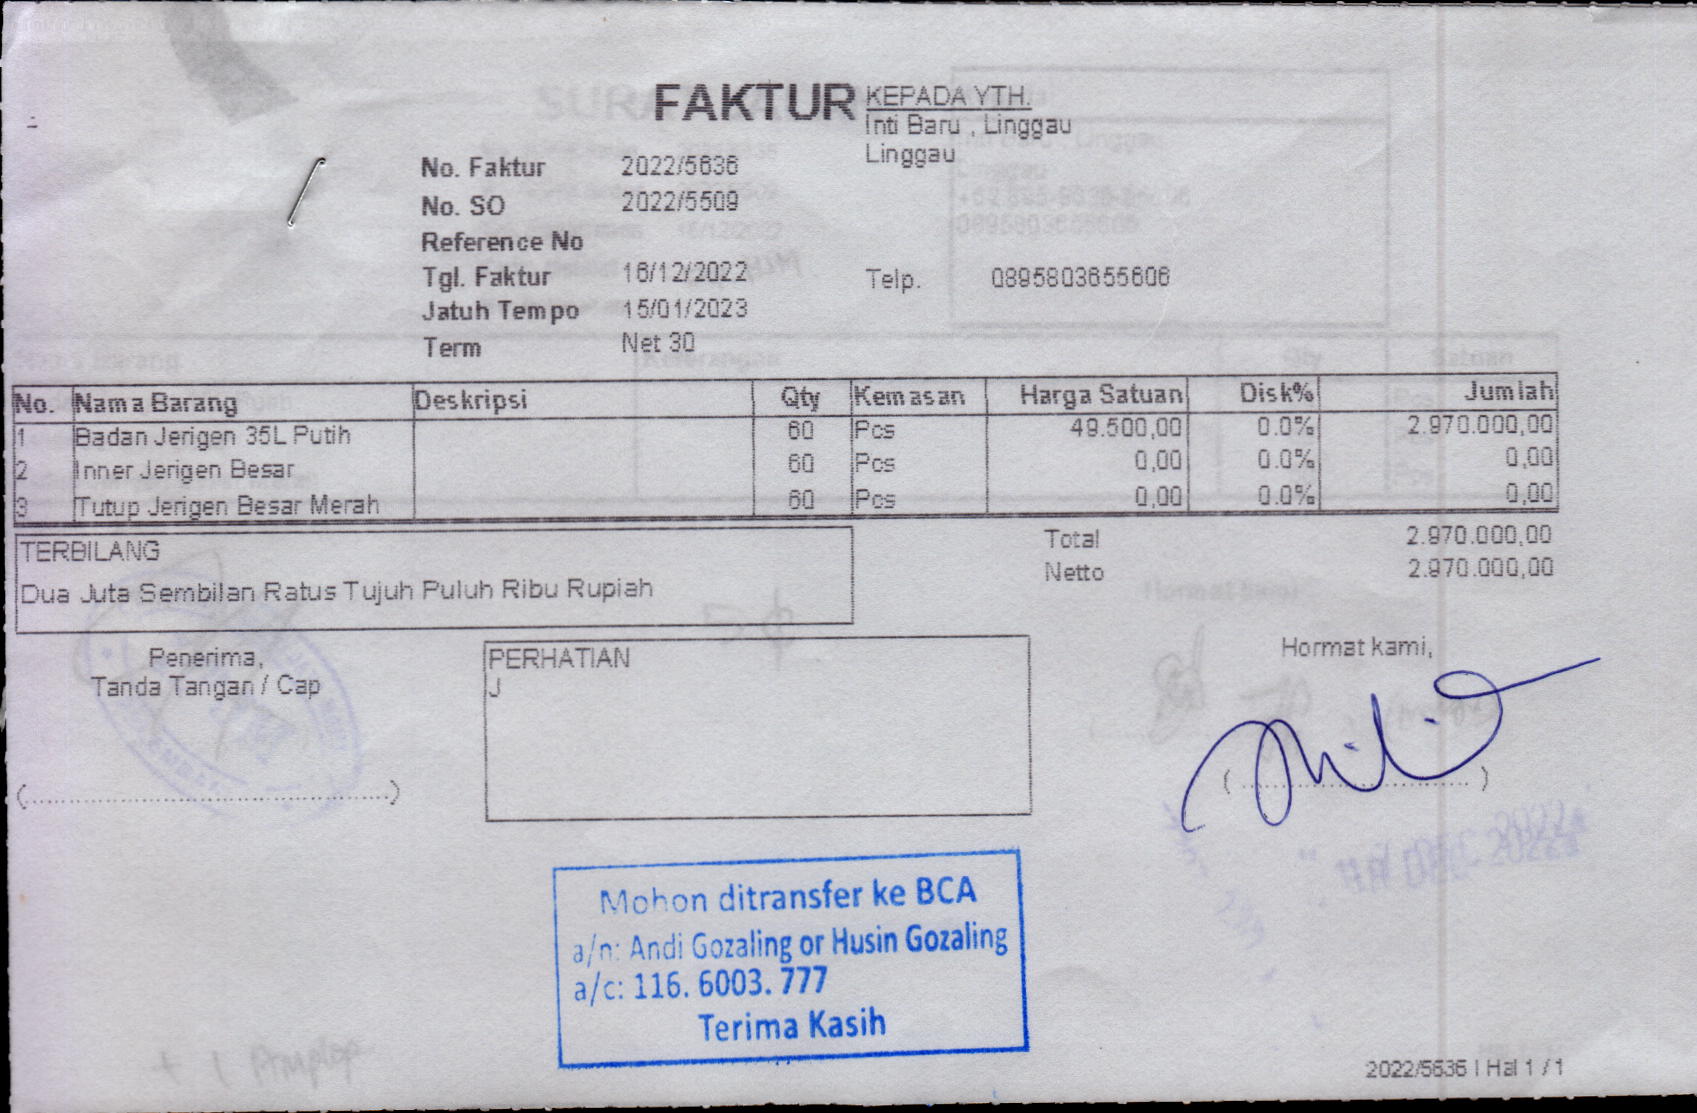 FAKTUR
KEPADA YTH.
Inti Baru , Linggau
Linggau
No. Faktur 2022/5636
No. SO 2022/5509
Reference No
Tgl. Faktur 16/12/2022
Telp. 0895803655606
Jatuh Tempo 15/01/2023
Term Net 30
No. Nama Barang Deskripsi Qty Kemasan Harga Satuan Disk% Jumlah
1 Badan Jerigen 35L Putih 60 Pcs 49.500,00 0.0% 2.970.000,00
2 Inner Jerigen Besar 60 Pcs 0,00 0.0% 0,00
3 Tutup Jerigen Besar Merah 60 Pcs 0,00 0.0% 0,00
Total 2.970.000,00
Netto 2.970.000,00
TERBILANG
Dua Juta Sembilan Ratus Tujuh Puluh Ribu Rupiah
Penerima,
Tanda Tangan / Cap
(........................................................)
PERHATIAN
J
Hormat kami,
(...................................)
Mohon ditransfer ke BCA
a/n: Andi Gozaling or Husin Gozaling
a/c: 116. 6003. 777
Terima Kasih
2022/5636 | Hal 1 / 1